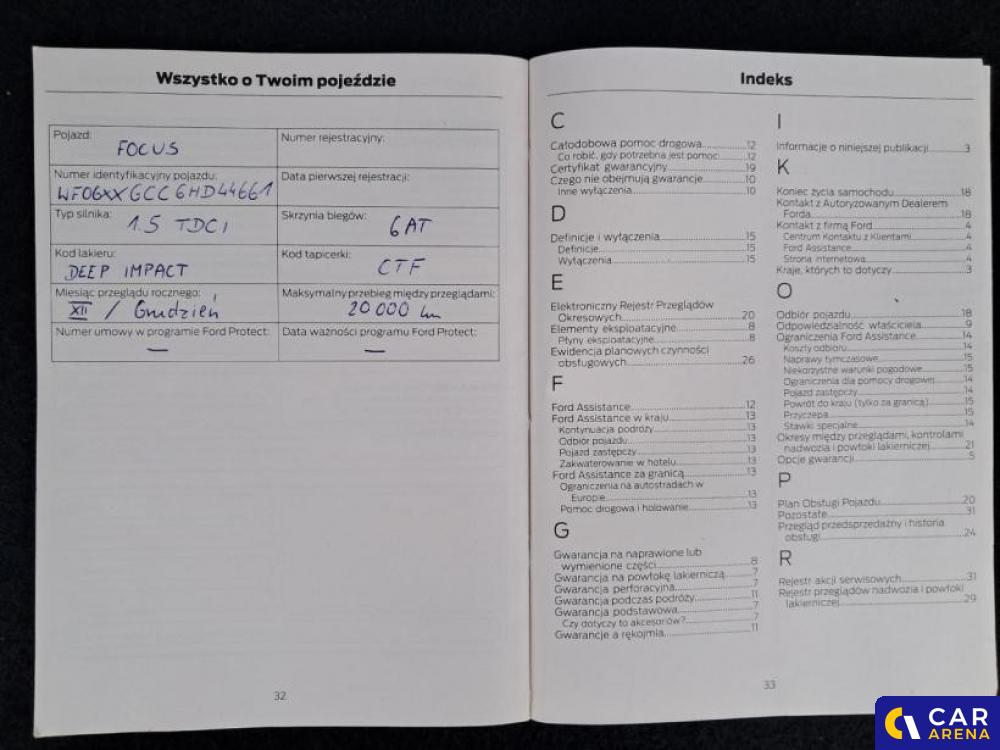 Wszystko o Twoim pojeździe
Pojazd:
FOCUS
Numer rejestracyjny:
Numer identyfikacyjny pojazdu:
WF06XXGCC6HD44661
Data pierwszej rejestracji:
Typ silnika:
1.5 TDCi
Skrzynia biegów:
6AT
Kod lakieru:
DEEP IMPACT
Kod tapicerki:
CTF
Miesiąc przeglądu rocznego:
XII / Grudzień
Maksymalny przebieg między przeglądami:
20 000 km
Numer umowy w programie Ford Protect:
—
Data ważności programu Ford Protect:
—
32
Indeks
C
Całodobowa pomoc drogowa 12
Co robić, gdy potrzebna jest pomoc 12
Certyfikat gwarancyjny 19
Czego nie obejmują gwarancje 10
Inne wyłączenia 10
D
Definicje i wyłączenia 15
Definicje 15
Wyłączenia 15
E
Elektroniczny Rejestr Przeglądów
Okresowych 20
Elementy eksploatacyjne 8
Płyny eksploatacyjne 8
Ewidencja planowych czynności
obsługowych 26
F
Ford Assistance 12
Ford Assistance w kraju 13
Kontynuacja podróży 13
Odbiór pojazdu 13
Pojazd zastępczy 13
Zakwaterowanie w hotelu 13
Ford Assistance za granicą 13
Ograniczenia na autostradach w
Europie 13
Pomoc drogowa i holowanie 13
G
Gwarancja na naprawione lub
wymienione części 8
Gwarancja na powłokę lakierniczą 7
Gwarancja perforacyjna 7
Gwarancja podczas podróży 11
Gwarancja podstawowa 7
Czy dotyczy to akcesoriów? 7
Gwarancje a rękojmia 11
I
Informacje o niniejszej publikacji 3
K
Koniec życia samochodu 18
Kontakt z Autoryzowanym Dealerem
Forda 18
Kontakt z firmą Ford 4
Centrum Kontaktu z Klientami 4
Ford Assistance 4
Strona internetowa 4
Kraje, których to dotyczy 3
O
Odbiór pojazdu 18
Odpowiedzialność właściciela 9
Ograniczenia Ford Assistance 14
Koszty odbioru 14
Naprawy tymczasowe 15
Niekorzystne warunki pogodowe 15
Ograniczenia dla pomocy drogowej 14
Pojazd zastępczy 14
Powrót do kraju (tylko za granicą) 15
Przyczepa 15
Stawki specjalne 14
Okresy między przeglądami, kontrolami
nadwozia i powłoki lakierniczej 21
Opcje gwarancji 5
P
Plan Obsługi Pojazdu 20
Pozostałe 31
Przegląd przedsprzedażny i historia
obsługi 24
R
Rejestr akcji serwisowych 31
Rejestr przeglądów nadwozia i powłoki
lakierniczej 29
33
CAR
ARENA